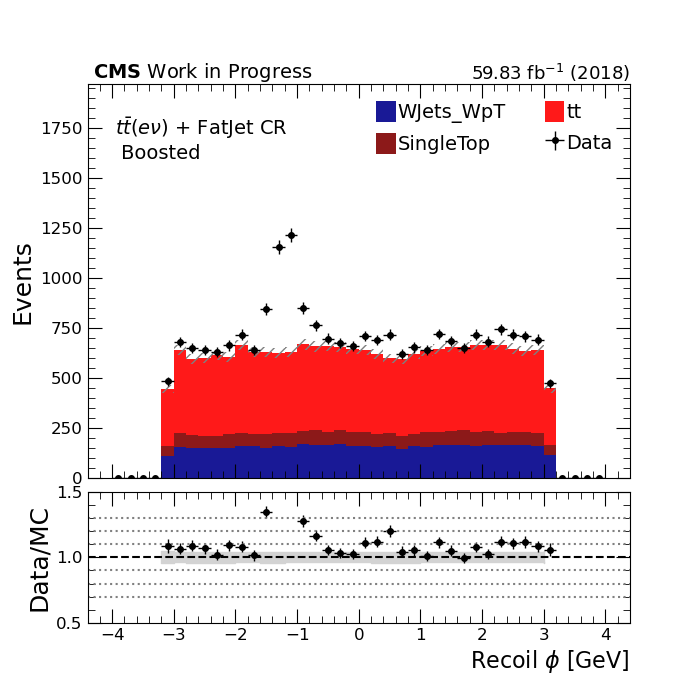 CMS Work in Progress 59.83 fb⁻¹ (2018)
tt̄(eν) + FatJet CR
Boosted
WJets_WpT tt
SingleTop Data
Events
1750
1500
1250
1000
750
500
250
0
Data/MC
1.5
1.0
0.5
−4 −3 −2 −1 0 1 2 3 4
Recoil ϕ [GeV]